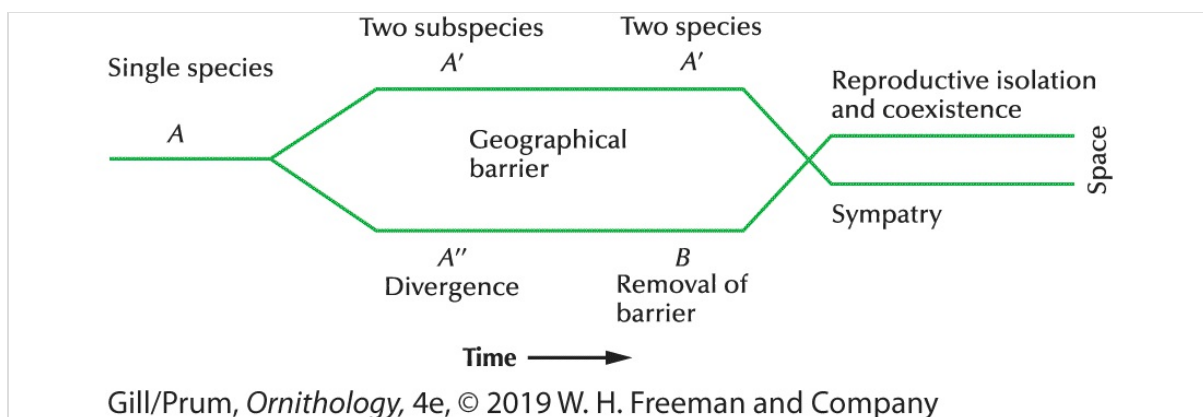 Two subspecies
Two species
Single species
A′
A′
Reproductive isolation
and coexistence
A
Geographical
barrier
Space
Sympatry
A″
B
Divergence
Removal of
barrier
Time
Gill/Prum, Ornithology, 4e, © 2019 W. H. Freeman and Company